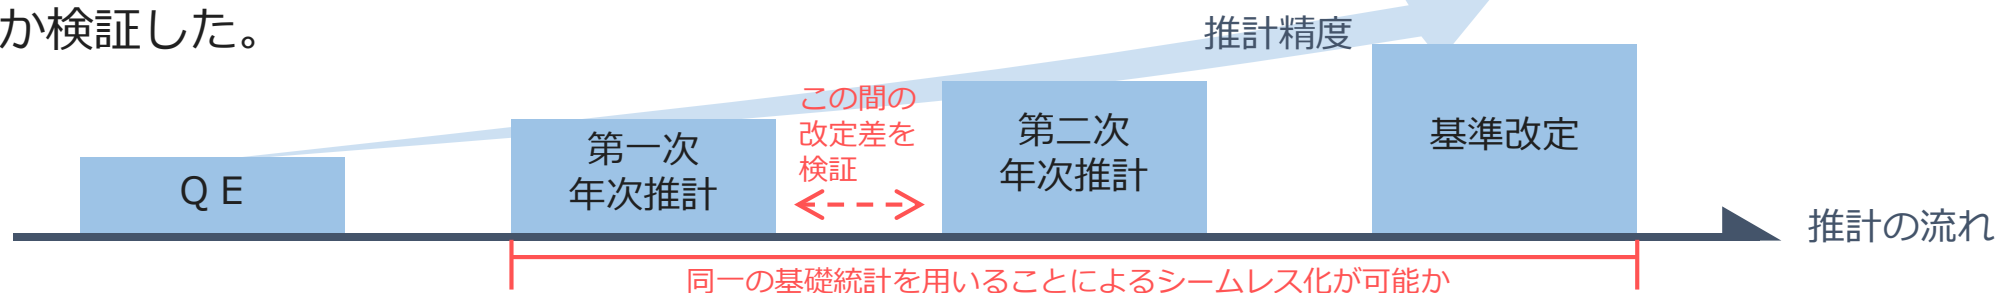 か検証した。
推計精度
この間の
改定差を
検証
QE
第一次
年次推計
第二次
年次推計
基準改定
推計の流れ
同一の基礎統計を用いることによるシームレス化が可能か